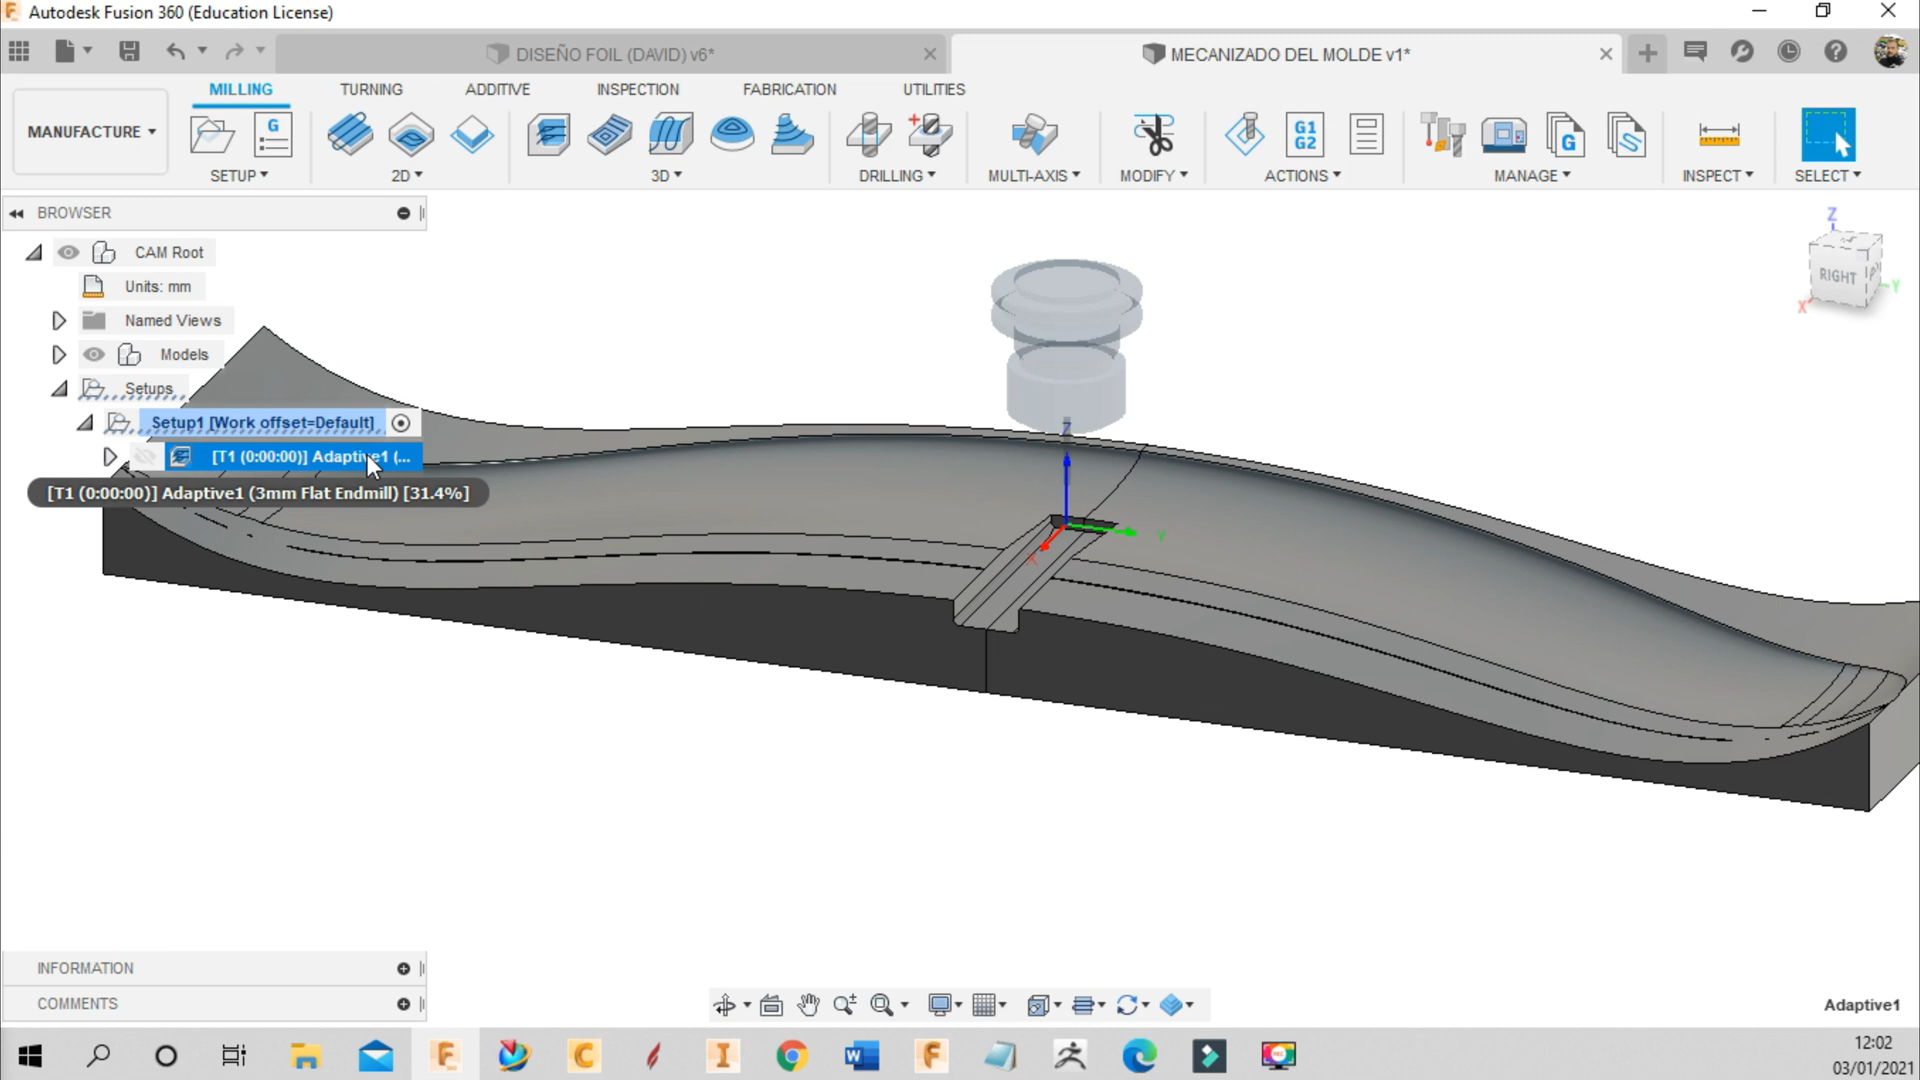 Autodesk Fusion 360 (Education License)
DISEÑO FOIL (DAVID) v6*
MECANIZADO DEL MOLDE v1*
MILLING
TURNING
ADDITIVE
INSPECTION
FABRICATION
UTILITIES
MANUFACTURE
G
G1
G2
G
SETUP
2D
3D
DRILLING
MULTI-AXIS
MODIFY
ACTIONS
MANAGE
INSPECT
SELECT
BROWSER
CAM Root
Units: mm
Named Views
Models
Setups
Setup1 [Work offset=Default]
[T1 (0:00:00)] Adaptive1 (...
[T1 (0:00:00)] Adaptive1 (3mm Flat Endmill) [31.4%]
Z
RIGHT
Y
X
Z
Y
X
INFORMATION
COMMENTS
Adaptive1
12:02
03/01/2021